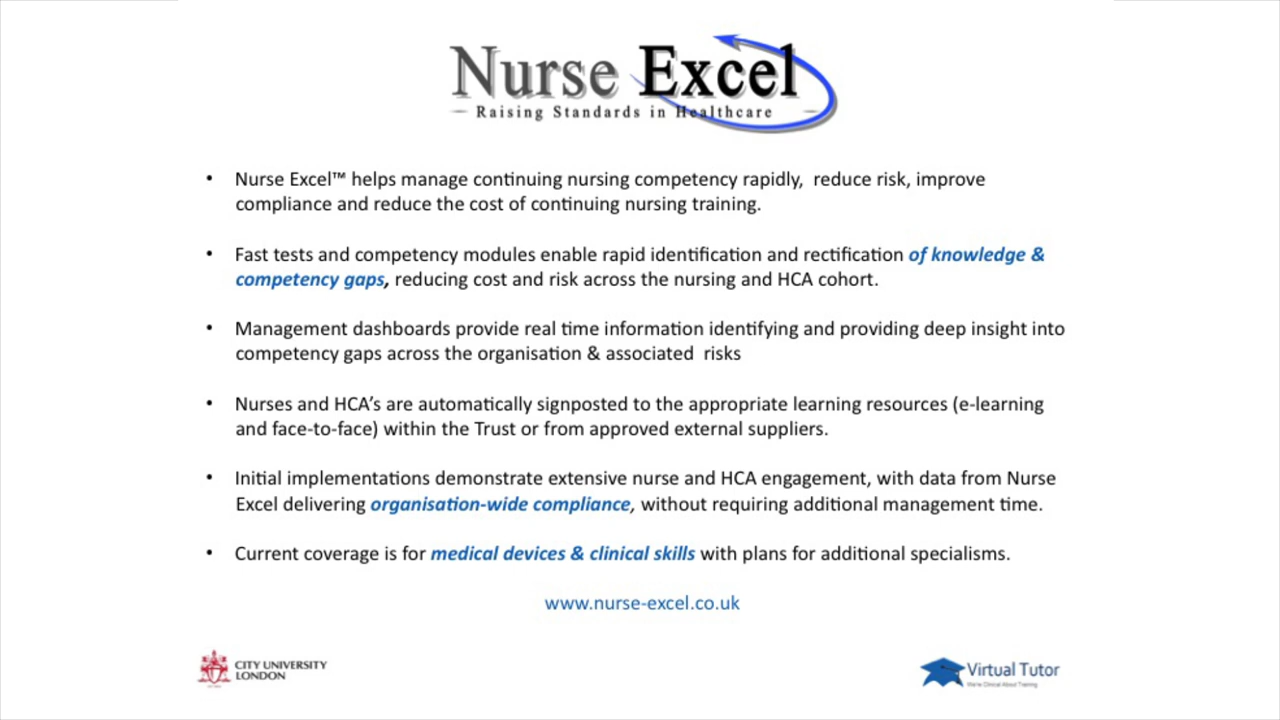 Nurse Excel
Raising Standards in Healthcare
• Nurse Excel™ helps manage continuing nursing competency rapidly,  reduce risk, improve
compliance and reduce the cost of continuing nursing training.
• Fast tests and competency modules enable rapid identification and rectification of knowledge &
competency gaps, reducing cost and risk across the nursing and HCA cohort.
• Management dashboards provide real time information identifying and providing deep insight into
competency gaps across the organisation & associated  risks
• Nurses and HCA’s are automatically signposted to the appropriate learning resources (e-learning
and face-to-face) within the Trust or from approved external suppliers.
• Initial implementations demonstrate extensive nurse and HCA engagement, with data from Nurse
Excel delivering organisation-wide compliance, without requiring additional management time.
• Current coverage is for medical devices & clinical skills with plans for additional specialisms.
www.nurse-excel.co.uk
CITY UNIVERSITY
LONDON
Virtual Tutor
We're Clinical About Training